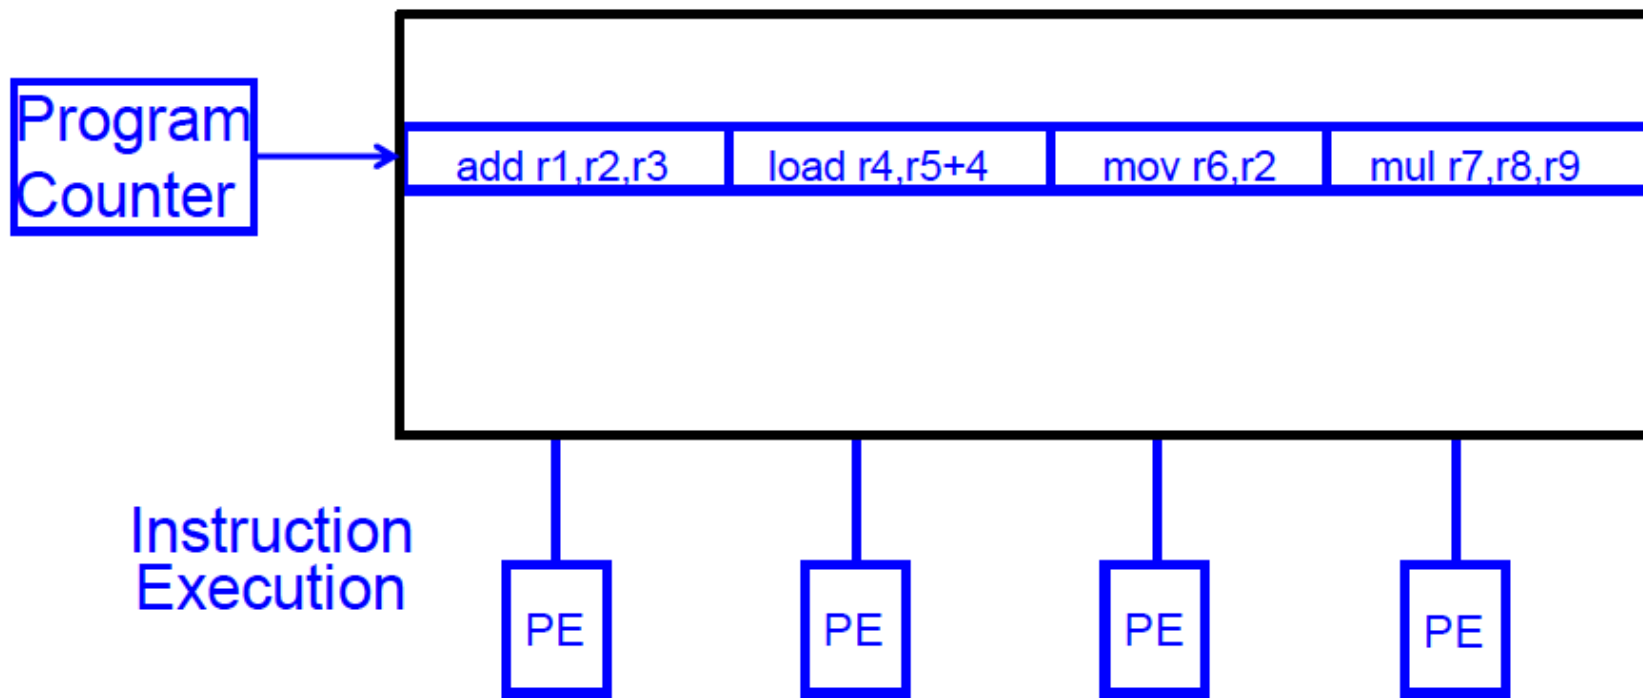 Program
Counter
add r1,r2,r3
load r4,r5+4
mov r6,r2
mul r7,r8,r9
Instruction
Execution
PE
PE
PE
PE